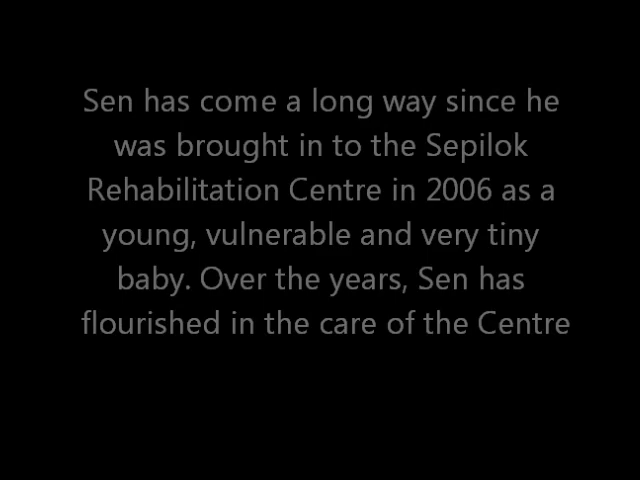 Sen has come a long way since he
was brought in to the Sepilok
Rehabilitation Centre in 2006 as a
young, vulnerable and very tiny
baby. Over the years, Sen has
flourished in the care of the Centre